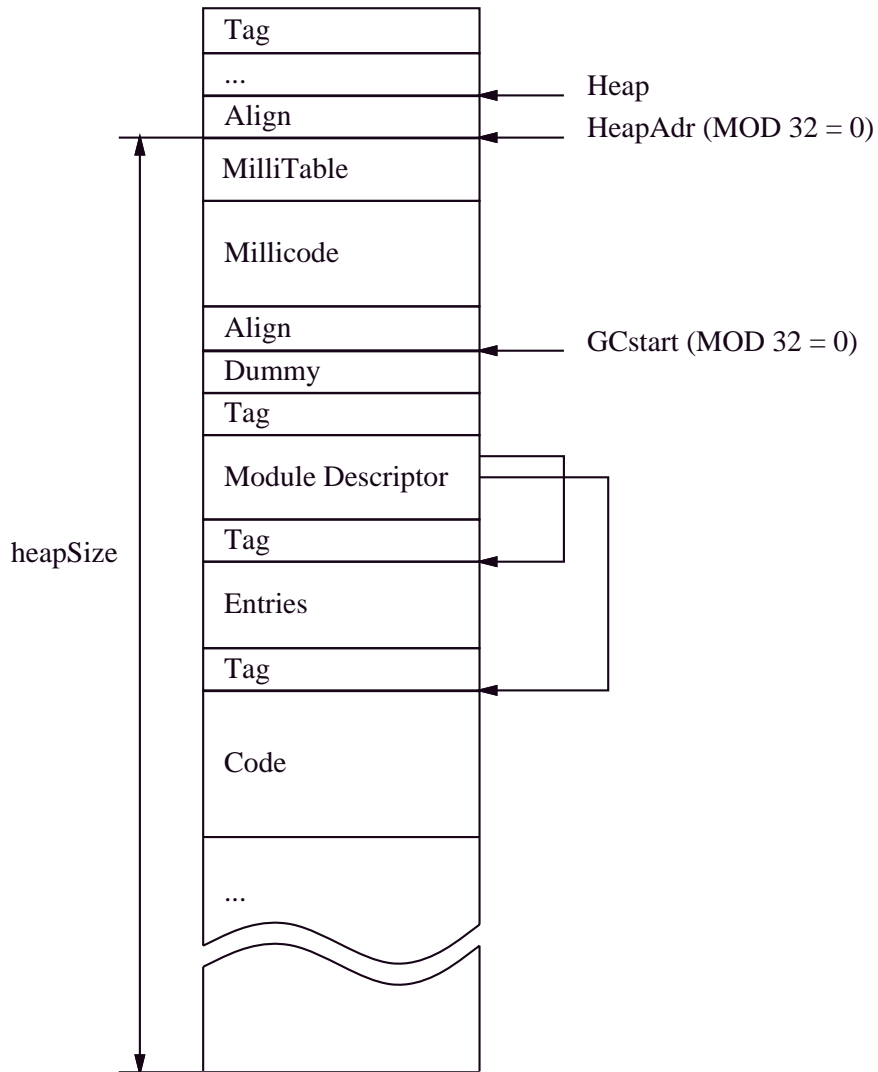 Tag
...
Heap
Align
HeapAdr (MOD 32 = 0)
MilliTable
Millicode
Align
GCstart (MOD 32 = 0)
Dummy
Tag
Module Descriptor
Tag
heapSize
Entries
Tag
Code
...